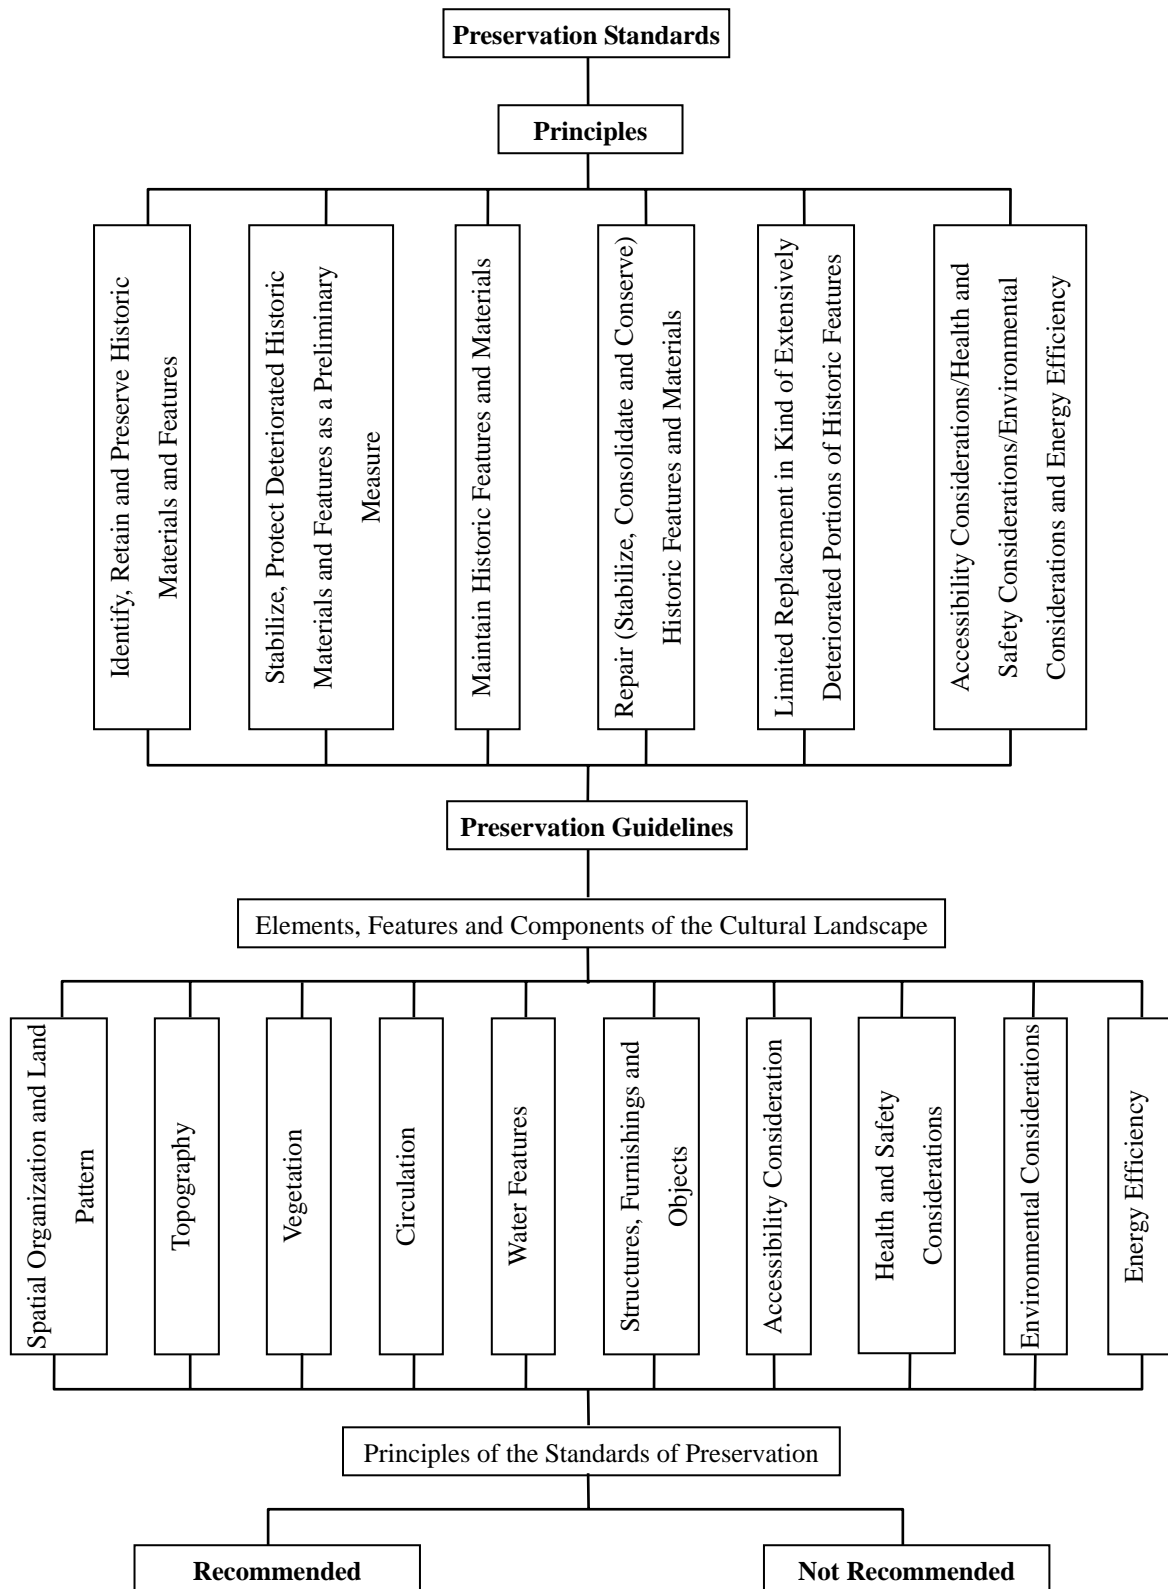 Preservation Standards
Principles
Identify, Retain and Preserve Historic
Materials and Features
Stabilize, Protect Deteriorated Historic
Materials and Features as a Preliminary
Measure
Maintain Historic Features and Materials
Repair (Stabilize, Consolidate and Conserve)
Historic Features and Materials
Limited Replacement in Kind of Extensively
Deteriorated Portions of Historic Features
Accessibility Considerations/Health and
Safety Considerations/Environmental
Considerations and Energy Efficiency
Preservation Guidelines
Elements, Features and Components of the Cultural Landscape
Spatial Organization and Land
Pattern
Topography
Vegetation
Circulation
Water Features
Structures, Furnishings and
Objects
Accessibility Consideration
Health and Safety
Considerations
Environmental Considerations
Energy Efficiency
Principles of the Standards of Preservation
Recommended
Not Recommended